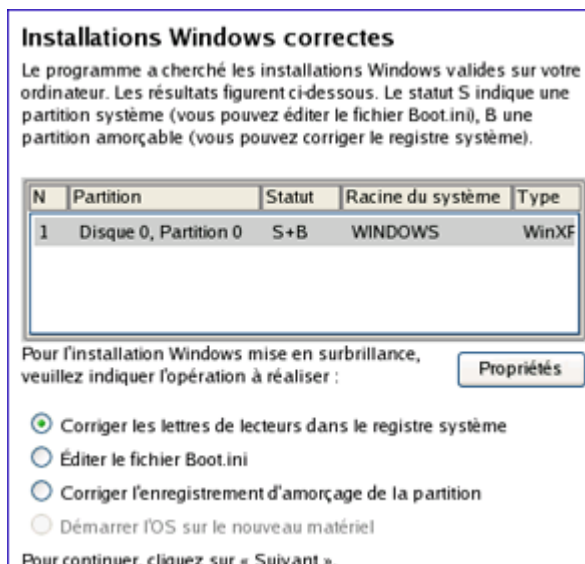 Installations Windows correctes
Le programme a cherché les installations Windows valides sur votre
ordinateur. Les résultats figurent ci-dessous. Le statut S indique une
partition système (vous pouvez éditer le fichier Boot.ini), B une
partition amorçable (vous pouvez corriger le registre système).
N Partition Statut Racine du système Type
1 Disque 0, Partition 0 S+B WINDOWS WinXP
Pour l'installation Windows mise en surbrillance,
veuillez indiquer l'opération à réaliser :
Propriétés
Corriger les lettres de lecteurs dans le registre système
Éditer le fichier Boot.ini
Corriger l'enregistrement d'amorçage de la partition
Démarrer l'OS sur le nouveau matériel
Pour continuer, cliquez sur « Suivant ».